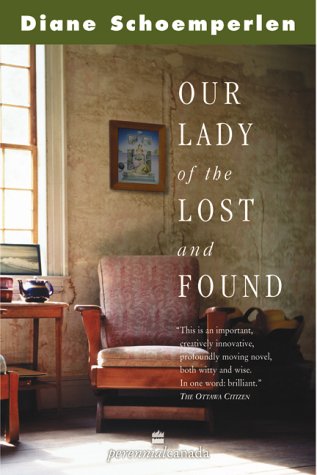 Diane Schoemperlen
OUR
LADY
of the
LOST
and
FOUND
"This is an important,
creatively innovative,
profoundly moving novel,
both witty and wise.
In one word: brilliant."
THE OTTAWA CITIZEN
perennialCanada